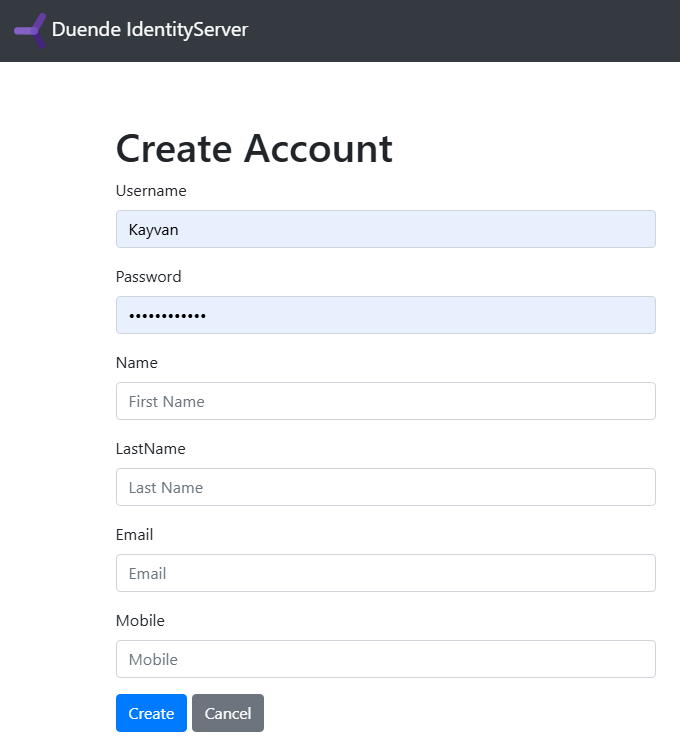 Duende IdentityServer
Create Account
Username
Kayvan
Password
••••••••••••
Name
First Name
LastName
Last Name
Email
Email
Mobile
Mobile
Create Cancel